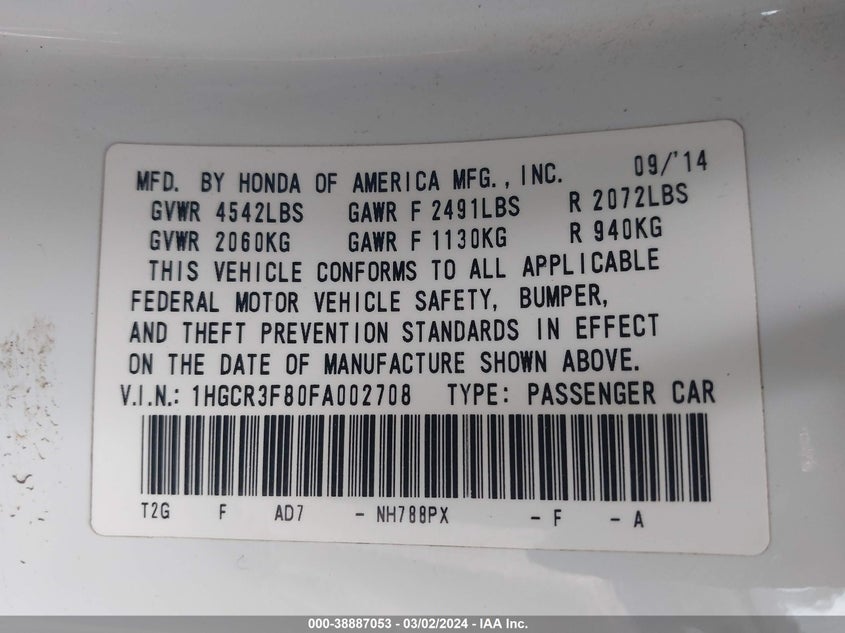 MFD. BY HONDA OF AMERICA MFG., INC. 09/'14
GVWR 4542LBS GAWR F 2491LBS R 2072LBS
GVWR 2060KG GAWR F 1130KG R 940KG
THIS VEHICLE CONFORMS TO ALL APPLICABLE
FEDERAL MOTOR VEHICLE SAFETY, BUMPER,
AND THEFT PREVENTION STANDARDS IN EFFECT
ON THE DATE OF MANUFACTURE SHOWN ABOVE.
V.I.N.: 1HGCR3F80FA002708 TYPE: PASSENGER CAR
T2G F AD7 - NH788PX - F - A
000-38887053 - 03/02/2024 - IAA Inc.